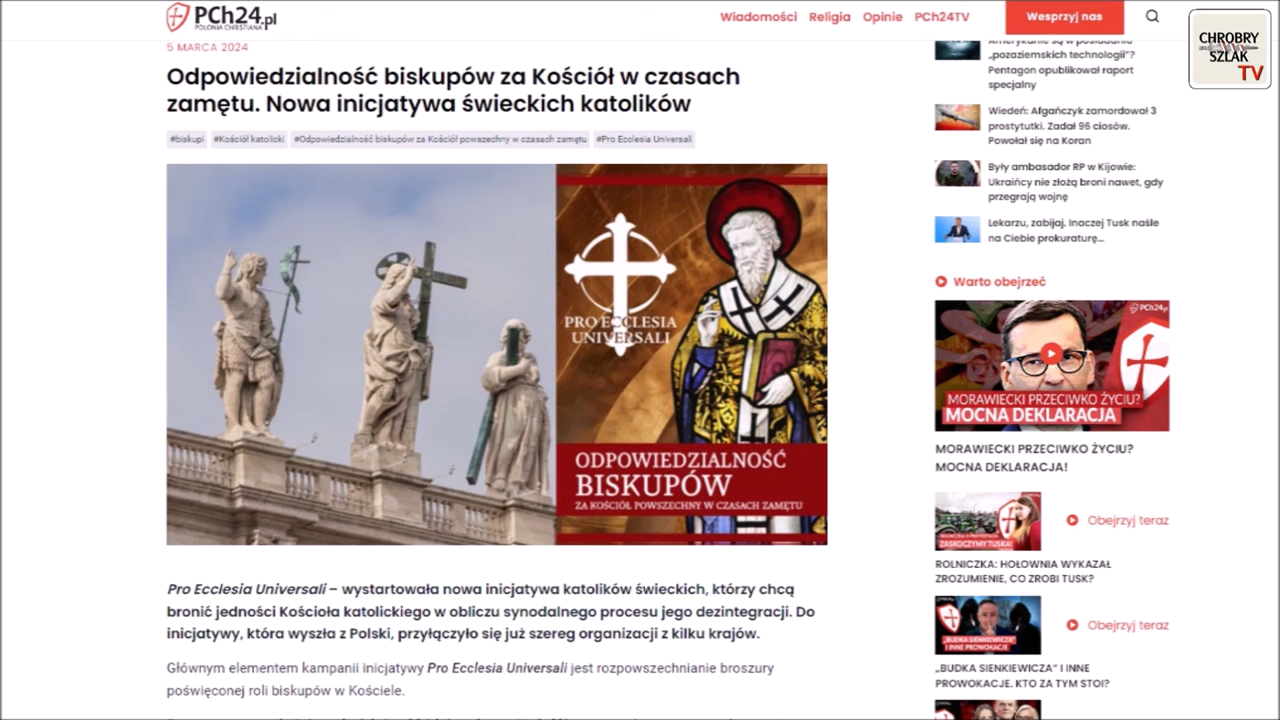 PCh24.pl
POLONIA CHRISTIANA
Wiadomości Religia Opinie PCh24TV
Wesprzyj nas
CHROBRY
SZLAK
TV
5 MARCA 2024
Odpowiedzialność biskupów za Kościół w czasach
zamętu. Nowa inicjatywa świeckich katolików
#biskupi #Kościół katolicki #Odpowiedzialność biskupów za Kościół powszechny w czasach zamętu #Pro Ecclesia Universali
PRO ECCLESIA
UNIVERSALI
ODPOWIEDZIALNOŚĆ
BISKUPÓW
ZA KOŚCIÓŁ POWSZECHNY W CZASACH ZAMĘTU
Pro Ecclesia Universali – wystartowała nowa inicjatywa katolików świeckich, którzy chcą
bronić jedności Kościoła katolickiego w obliczu synodalnego procesu jego dezintegracji. Do
inicjatywy, która wyszła z Polski, przyłączyło się już szereg organizacji z kilku krajów.
Głównym elementem kampanii inicjatywy Pro Ecclesia Universali jest rozpowszechnianie broszury
poświęconej roli biskupów w Kościele.
Amerykanie są w posiadaniu
„pozaziemskich technologii”?
Pentagon opublikował raport
specjalny
Wiedeń: Afgańczyk zamordował 3
prostytutki. Zadał 96 ciosów.
Powołał się na Koran
Były ambasador RP w Kijowie:
Ukraińcy nie złożą broni nawet, gdy
przegrają wojnę
Lekarzu, zabijaj. Inaczej Tusk naśle
na Ciebie prokuraturę...
Warto obejrzeć
PCh24.pl
MORAWIECKI PRZECIWKO ŻYCIU?
MOCNA DEKLARACJA
MORAWIECKI PRZECIWKO ŻYCIU?
MOCNA DEKLARACJA!
ZASKOCZYMY TUSKA!
Obejrzyj teraz
ROLNICZKA: HOŁOWNIA WYKAZAŁ
ZROZUMIENIE, CO ZROBI TUSK?
„BUDKA SIENKIEWICZA”
I INNE PROWOKACJE
Obejrzyj teraz
„BUDKA SIENKIEWICZA” I INNE
PROWOKACJE. KTO ZA TYM STOI?